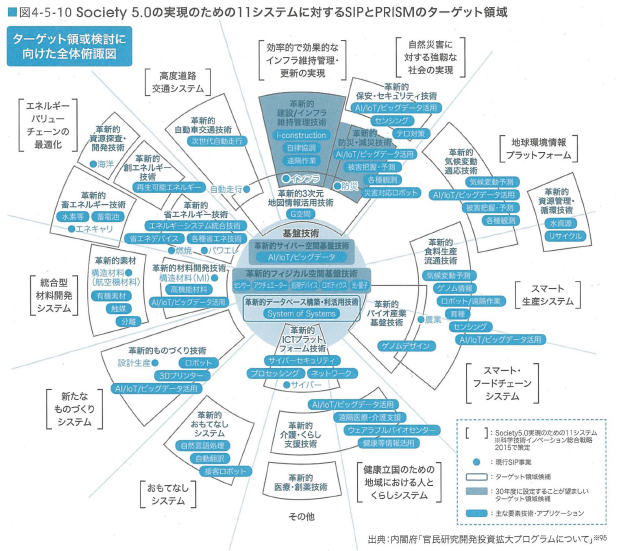 ■図4-5-10 Society 5.0の実現のための11システムに対するSIPとPRISMのターゲット領域
ターゲット領域検討に
向けた全体俯瞰図
高度道路
交通システム
効率的で効果的な
インフラ維持管理・
更新の実現
自然災害に
対する強靱な
社会の実現
エネルギー
バリュー
チェーンの
最適化
地球環境情報
プラットフォーム
統合型
材料開発
システム
スマート
生産システム
新たな
ものづくり
システム
スマート・
フードチェーン
システム
おもてなし
システム
健康立国のための
地域における人と
くらしシステム
その他
革新的
自動車交通技術
次世代自動走行
自動走行
革新的
建設/インフラ
維持管理技術
i-construction
自律協調
遠隔作業
インフラ
革新的
防災・減災技術
AI/IoT/ビッグデータ活用
被害把握・予測
各種観測
災害対応ロボット
防災
革新的
保安・セキュリティ技術
AI/IoT/ビッグデータ活用
センシング
テロ対策
革新的
気候変動
適応技術
気候変動予測
AI/IoT/ビッグデータ活用
被害把握・予測
各種観測
革新的
資源管理・
循環技術
水資源
リサイクル
革新的
資源探査・
開発技術
海洋
革新的
創エネルギー
技術
再生可能エネルギー
革新的
畜エネルギー技術
水素等 蓄電池
エネキャリ
革新的
省エネルギー技術
エネルギーシステム統合技術
省エネデバイス 各種省エネ技術
燃焼 パワエレ
革新的3次元
地図情報活用技術
G空間
基盤技術
革新的サイバー空間基盤技術
AI/IoT/ビッグデータ
革新的フィジカル空間基盤技術
センサー アクチュエーター 処理デバイス ロボティクス 光/量子
革新的データベース構築・利活用技術
System of Systems
革新的素材
構造材料
(航空機材料)
有機素材
触媒
分離
革新的材料開発技術
構造材料(MI)
高機能材料
AI/IoT/ビッグデータ活用
革新的
食料生産
流通技術
気候変動予測
ゲノム情報
ロボット/遠隔作業
育種
センシング
AI/IoT/ビッグデータ活用
農業
革新的
バイオ産業
基盤技術
ゲノムデザイン
革新的ものづくり技術
設計生産 ロボット
3Dプリンター
AI/IoT/ビッグデータ活用
革新的
ICTプラット
フォーム技術
サイバーセキュリティ
プロセッシング ネットワーク
サイバー
革新的
おもてなし
システム
自然言語処理
自動翻訳
接客ロボット
革新的
介護・くらし
支援技術
AI/IoT/ビッグデータ活用
遠隔医療・介護支援
ウェアラブルバイオセンター
健康等情報活用
革新的
医療・創薬技術
[ ] :Society5.0実現のための11システム
※科学技術イノベーション総合戦略
2015で策定
:現行SIP事業
:ターゲット領域候補
:30年度に設定することが望ましい
ターゲット領域候補
:主な要素技術・アプリケーション
出典:内閣府「官民研究開発投資拡大プログラムについて」※95